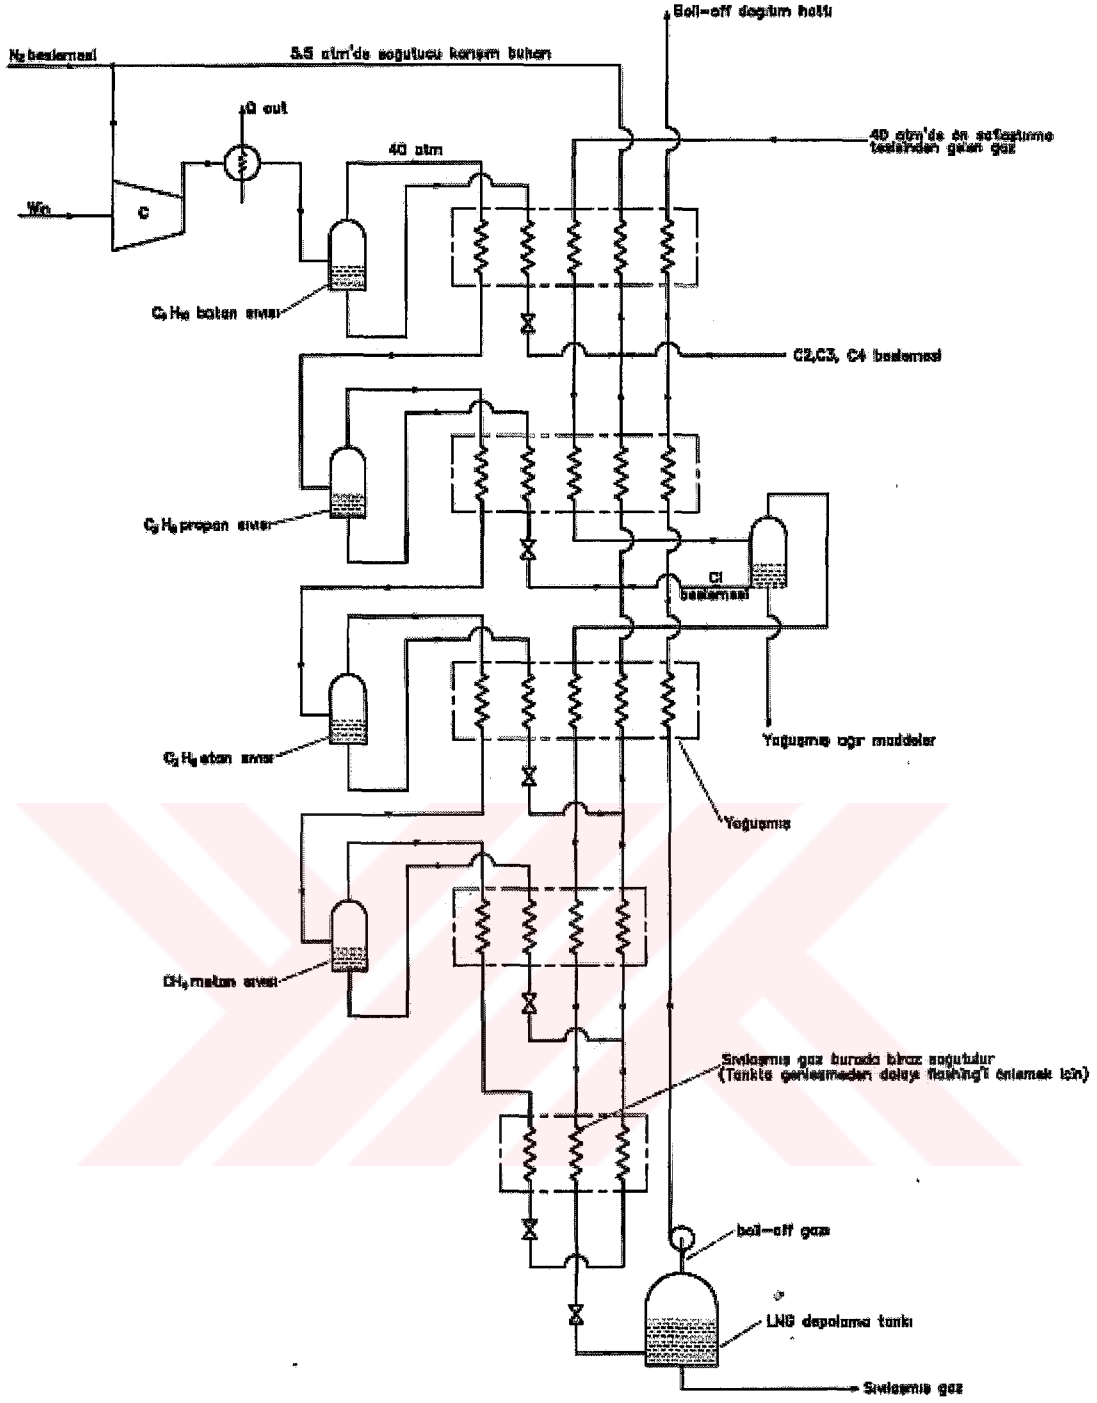 Boil-off dağıtım hattı
N₂ beslemesi
5.5 atm'de soğutucu karışım buharı
Q out
40 atm
40 atm'de ön saflaştırma
tesisinden gelen gaz
Win
C
C₄H₁₀ bütan sıvısı
C2,C3, C4 beslemesi
C₃H₈ propan sıvısı
C1
beslemesi
C₂H₆ etan sıvısı
Yoğuşmış ağır maddeler
Yoğuşmış
CH₄ metan sıvısı
Sıvılaşmış gaz burada biraz soğutulur
(Tankta genleşmeden dolayı flashing'i önlemek için)
boil-off gazı
LNG depolama tankı
Sıvılaşmış gaz